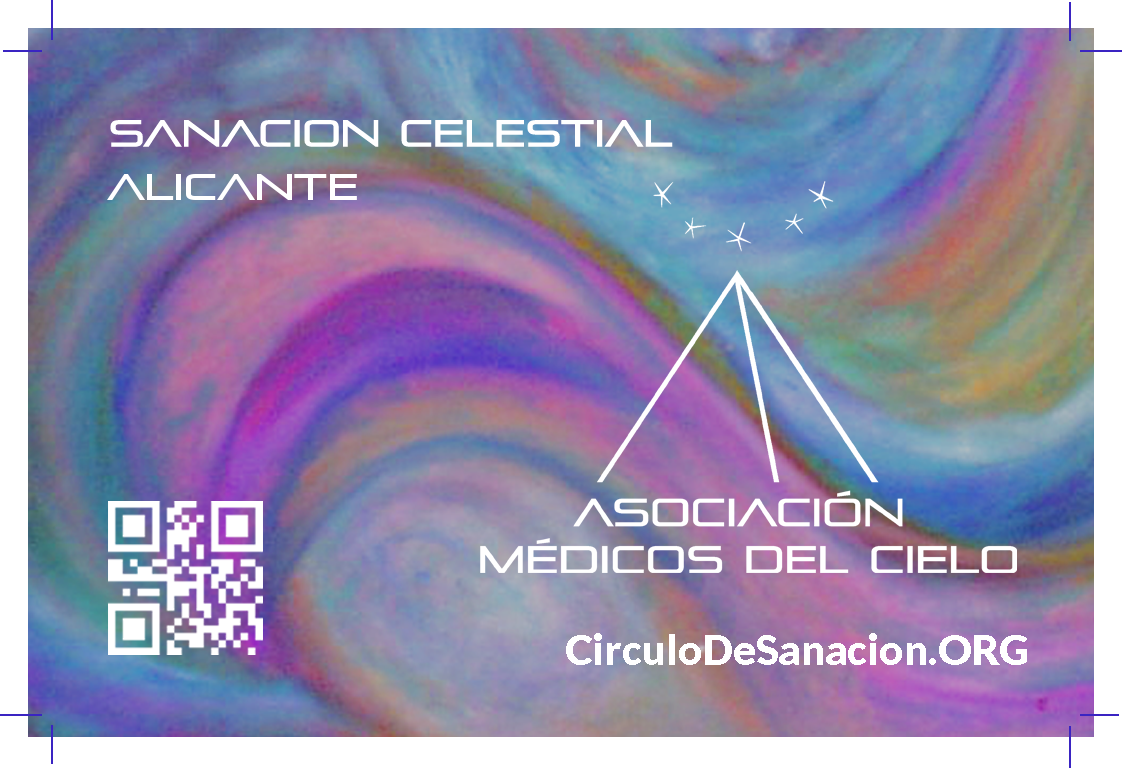 SANACION CELESTIAL
ALICANTE
ASOCIACIÓN
MÉDICOS DEL CIELO
CirculoDeSanacion.ORG